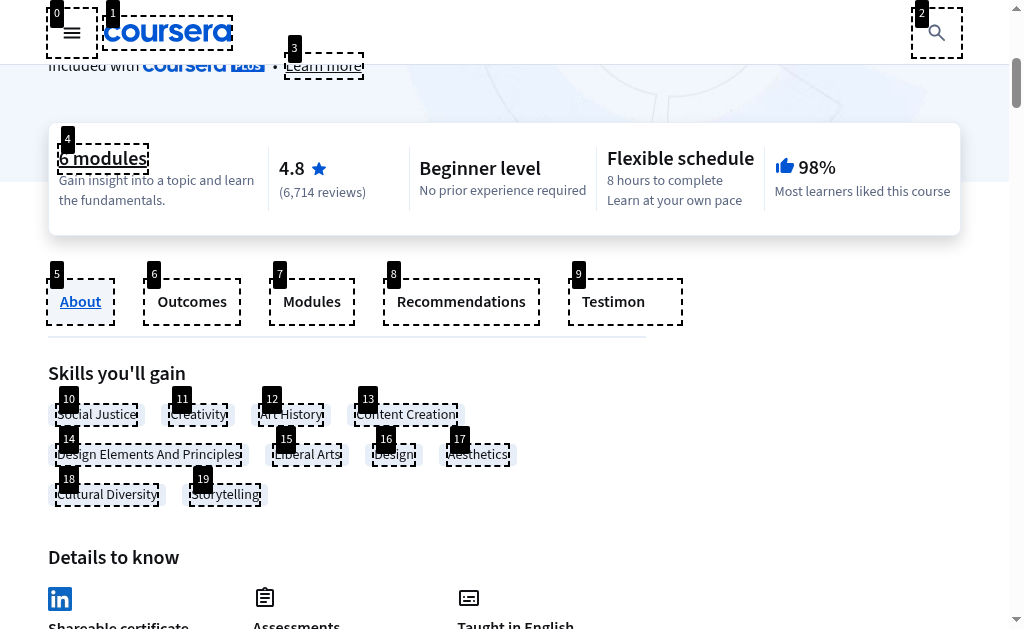 coursera
Included with coursera PLUS • Learn more
6 modules
Gain insight into a topic and learn
the fundamentals.
4.8
(6,714 reviews)
Beginner level
No prior experience required
Flexible schedule
8 hours to complete
Learn at your own pace
98%
Most learners liked this course
About
Outcomes
Modules
Recommendations
Testimon
Skills you'll gain
Social Justice
Creativity
Art History
Content Creation
Design Elements And Principles
Liberal Arts
Design
Aesthetics
Cultural Diversity
Storytelling
Details to know
in
Shareable certificate
Assessments
Taught in English
0
1
2
3
4
5
6
7
8
9
10
11
12
13
14
15
16
17
18
19